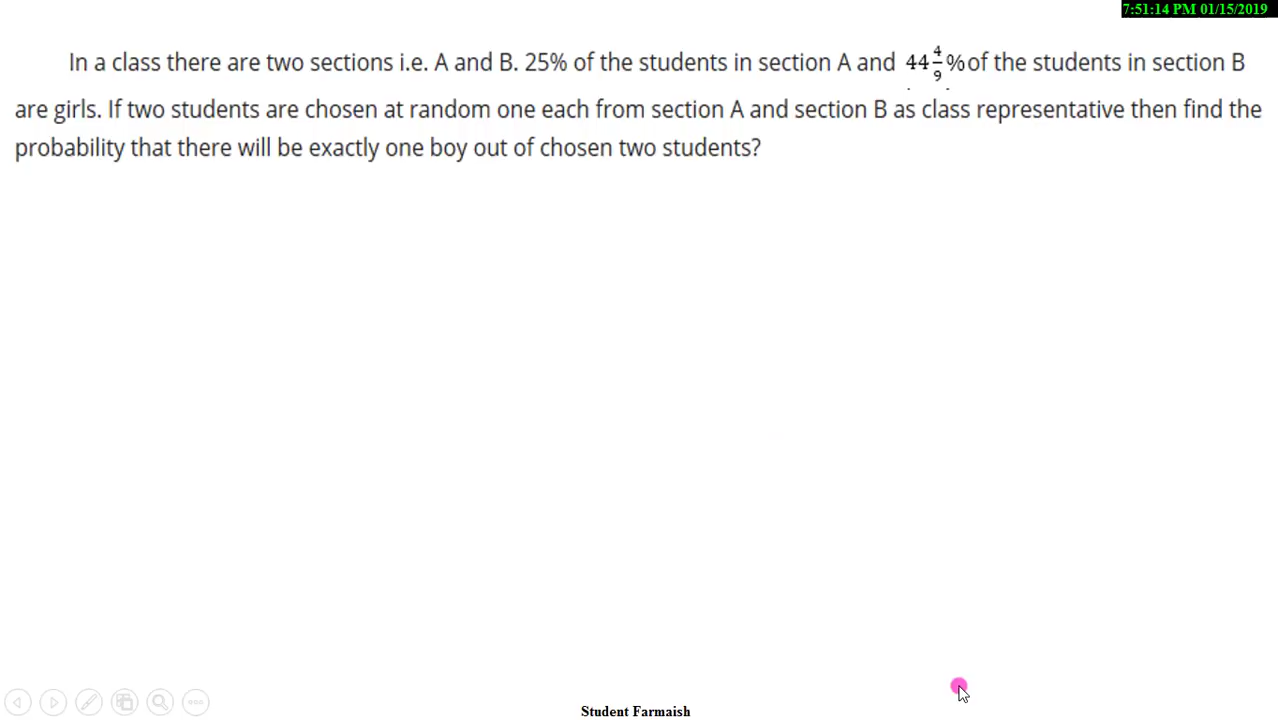 7:51:14 PM 01/15/2019
In a class there are two sections i.e. A and B. 25% of the students in section A and 44 4/9 % of the students in section B
are girls. If two students are chosen at random one each from section A and section B as class representative then find the
probability that there will be exactly one boy out of chosen two students?
Student Farmaish